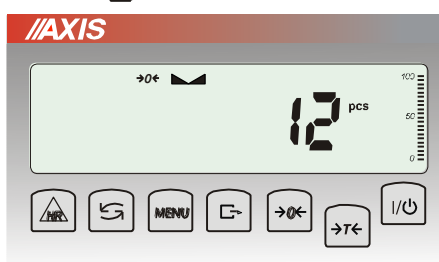 //AXIS
→0←
100
12 pcs
50
0
HR MENU →0← →T← I/⏻